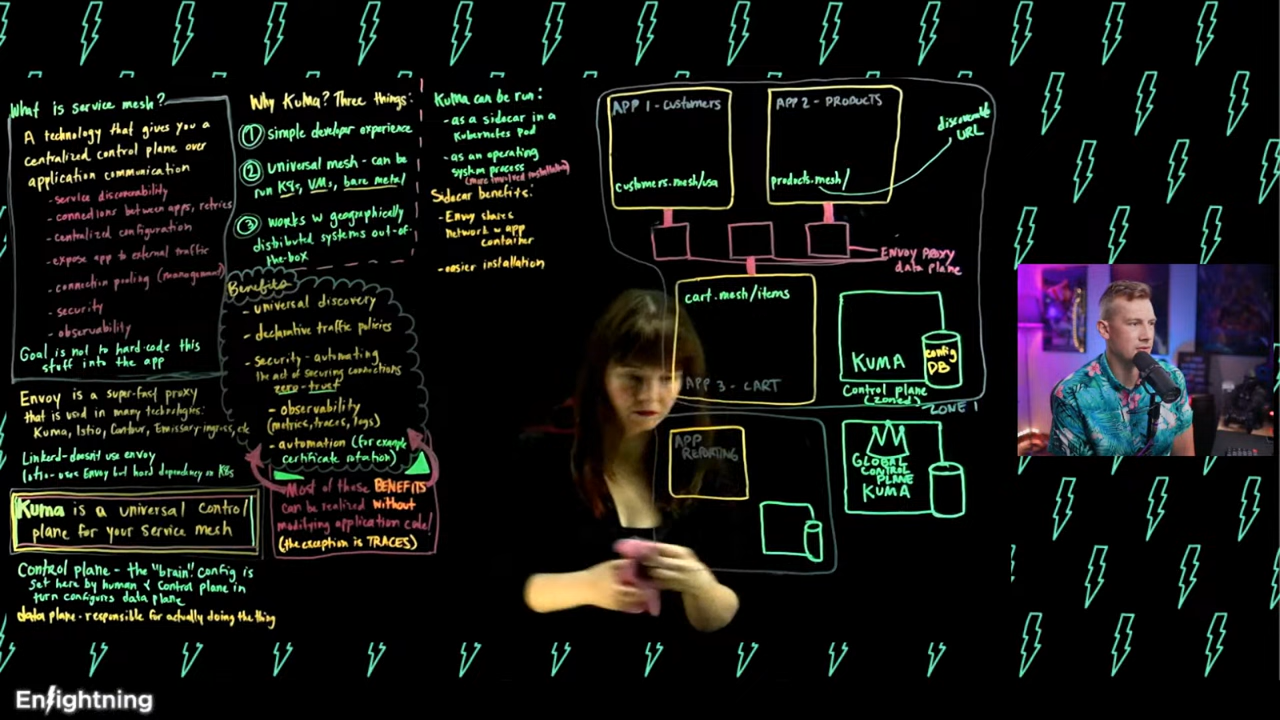 What is service mesh?
A technology that gives you a
centralized control plane over
application communication
- service discoverability
- connections between apps, retries
- centralized configuration
- expose app to external traffic
- connection pooling (management)
- security
- observability
Goal is not to hard-code this
stuff into the app
Envoy is a super-fast proxy
that is used in many technologies:
Kuma, Istio, Contour, Emissary-ingress, etc
Linkerd - doesn't use envoy
Istio - uses Envoy but hard dependency on K8s
Kuma is a universal control
plane for your service mesh
Control plane - the "brain". config is
set here by human & control plane in
turn configures data plane
data plane - responsible for actually doing the thing
Why Kuma? Three things:
1 simple developer experience
2 universal mesh - can be
run K8s, VMs, bare metal
3 works w geographically
distributed systems out-of-
the-box
Benefits
- universal discovery
- declarative traffic policies
- security - automating
the act of securing connections
zero-trust
- observability
(metrics, traces, logs)
- automation (for example
certificate rotation)
Most of these BENEFITS
can be realized without
modifying application code!
(the exception is TRACES)
Kuma can be run:
- as a sidecar in a
Kubernetes pod
- as an operating
system process
(more involved installation)
Sidecar benefits:
- Envoy shares
network w app
container
- easier installation
APP 1 - CUSTOMERS
customers.mesh/usa
APP 2 - PRODUCTS
products.mesh/
discoverable
URL
ENVOY PROXY
data plane
cart.mesh/items
APP 3 - CART
KUMA
config
DB
Control plane
(zoned)
ZONE 1
APP
REPORTING
GLOBAL
CONTROL
PLANE
KUMA
Enlightning